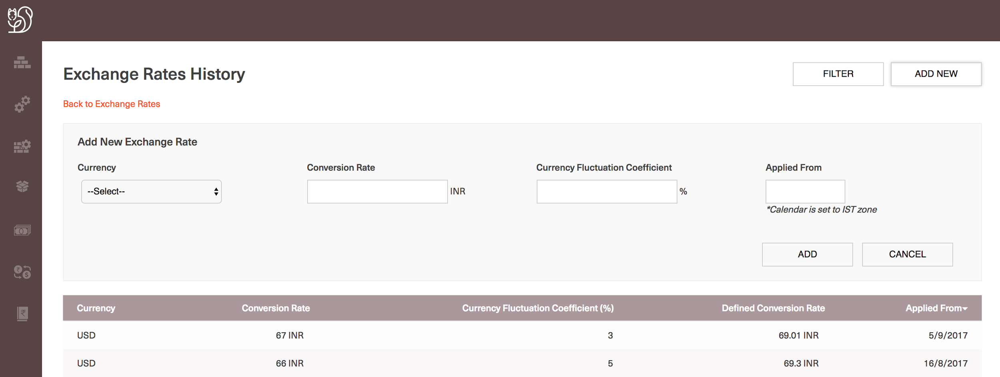 Exchange Rates History
FILTER
ADD NEW
Back to Exchange Rates
Add New Exchange Rate
Currency
Conversion Rate
Currency Fluctuation Coefficient
Applied From
--Select--
INR
%
*Calendar is set to IST zone
ADD
CANCEL
Currency Conversion Rate Currency Fluctuation Coefficient (%) Defined Conversion Rate Applied From
USD 67 INR 3 69.01 INR 5/9/2017
USD 66 INR 5 69.3 INR 16/8/2017